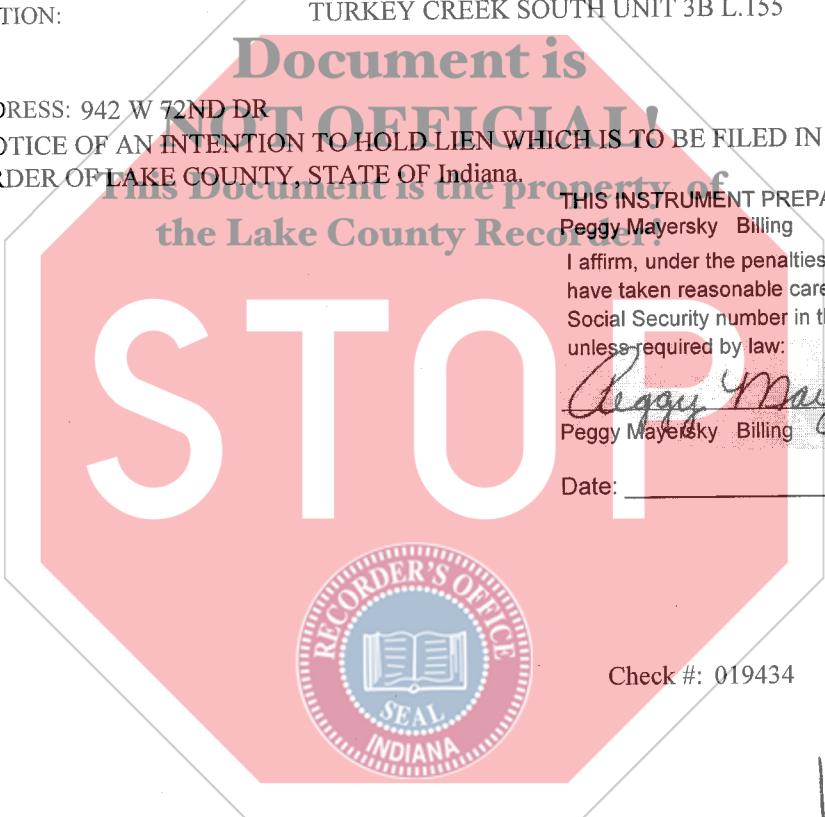 TION: TURKEY CREEK SOUTH UNIT 3B L.155
Document is
DRESS: 942 W 72ND DR
NOT OFFICIAL!
OTICE OF AN INTENTION TO HOLD LIEN WHICH IS TO BE FILED IN
RDER OF LAKE COUNTY, STATE OF Indiana.
This Document is the property of
the Lake County Recorder!
THIS INSTRUMENT PREPA
Peggy Mayersky Billing
I affirm, under the penalties
have taken reasonable care
Social Security number in th
unless required by law:
STOP
Peggy May
Peggy Mayersky Billing
Date:
RECORDER'S OFFICE
SEAL
INDIANA
Check #: 019434